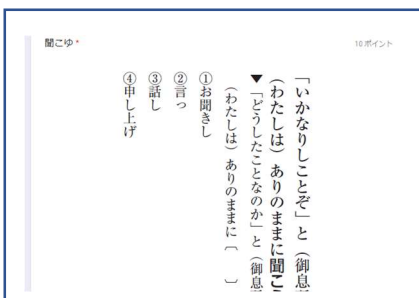 聞こゆ *
10 ポイント
「いかなりしことぞ」と（御息
（わたしは）ありのままに聞こ
▼「どうしたことなのか」と（御息
（わたしは）ありのままに〔　〕
①お聞きし
②言っ
③話し
④申し上げ